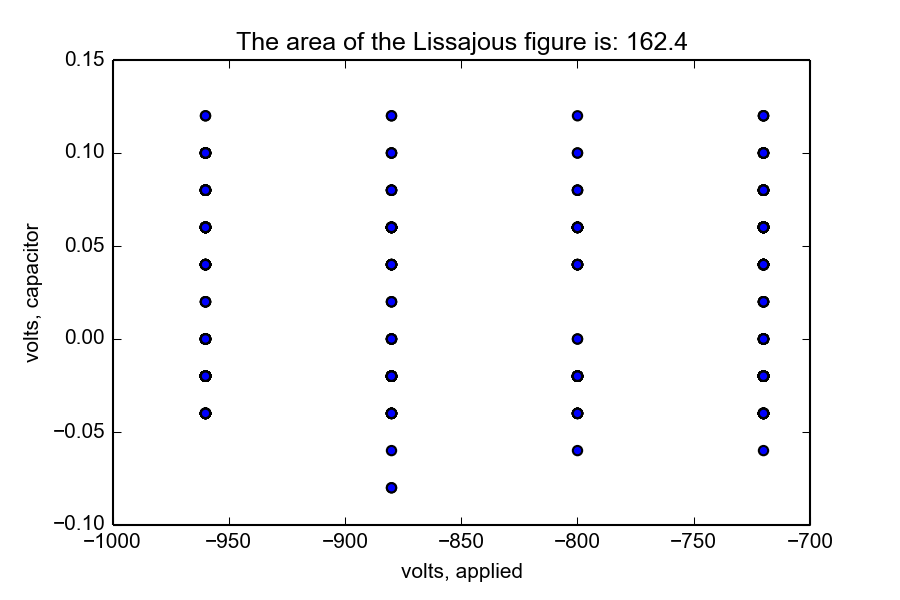 The area of the Lissajous figure is: 162.4
0.15
0.10
0.05
0.00
−0.05
−0.10
volts, capacitor
−1000 −950 −900 −850 −800 −750 −700
volts, applied